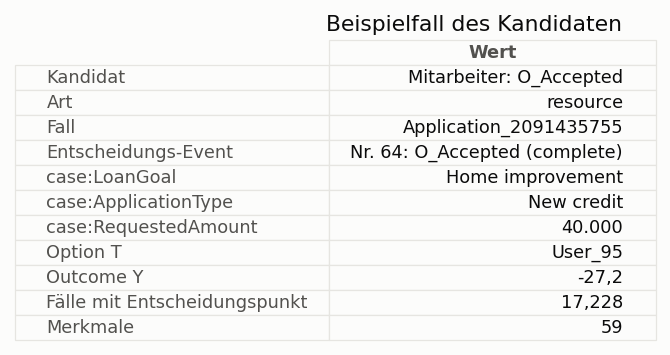 Beispielfall des Kandidaten
Wert
Kandidat Mitarbeiter: O_Accepted
Art resource
Fall Application_2091435755
Entscheidungs-Event Nr. 64: O_Accepted (complete)
case:LoanGoal Home improvement
case:ApplicationType New credit
case:RequestedAmount 40.000
Option T User_95
Outcome Y -27,2
Fälle mit Entscheidungspunkt 17,228
Merkmale 59